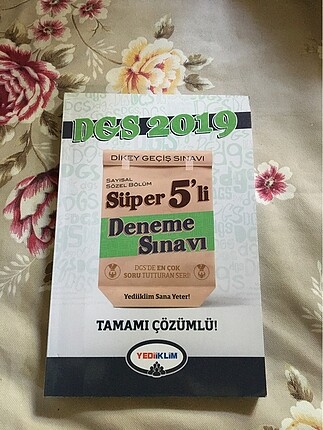 DGS 2019
DİKEY GEÇİŞ SINAVI
SAYISAL
SÖZEL BÖLÜM
Süper 5'li
Deneme
Sınavı
DGS'DE EN ÇOK
SORU TUTTURAN SERİ!
Yediiklim Sana Yeter!
TAMAMI ÇÖZÜMLÜ!
YEDİİKLİM